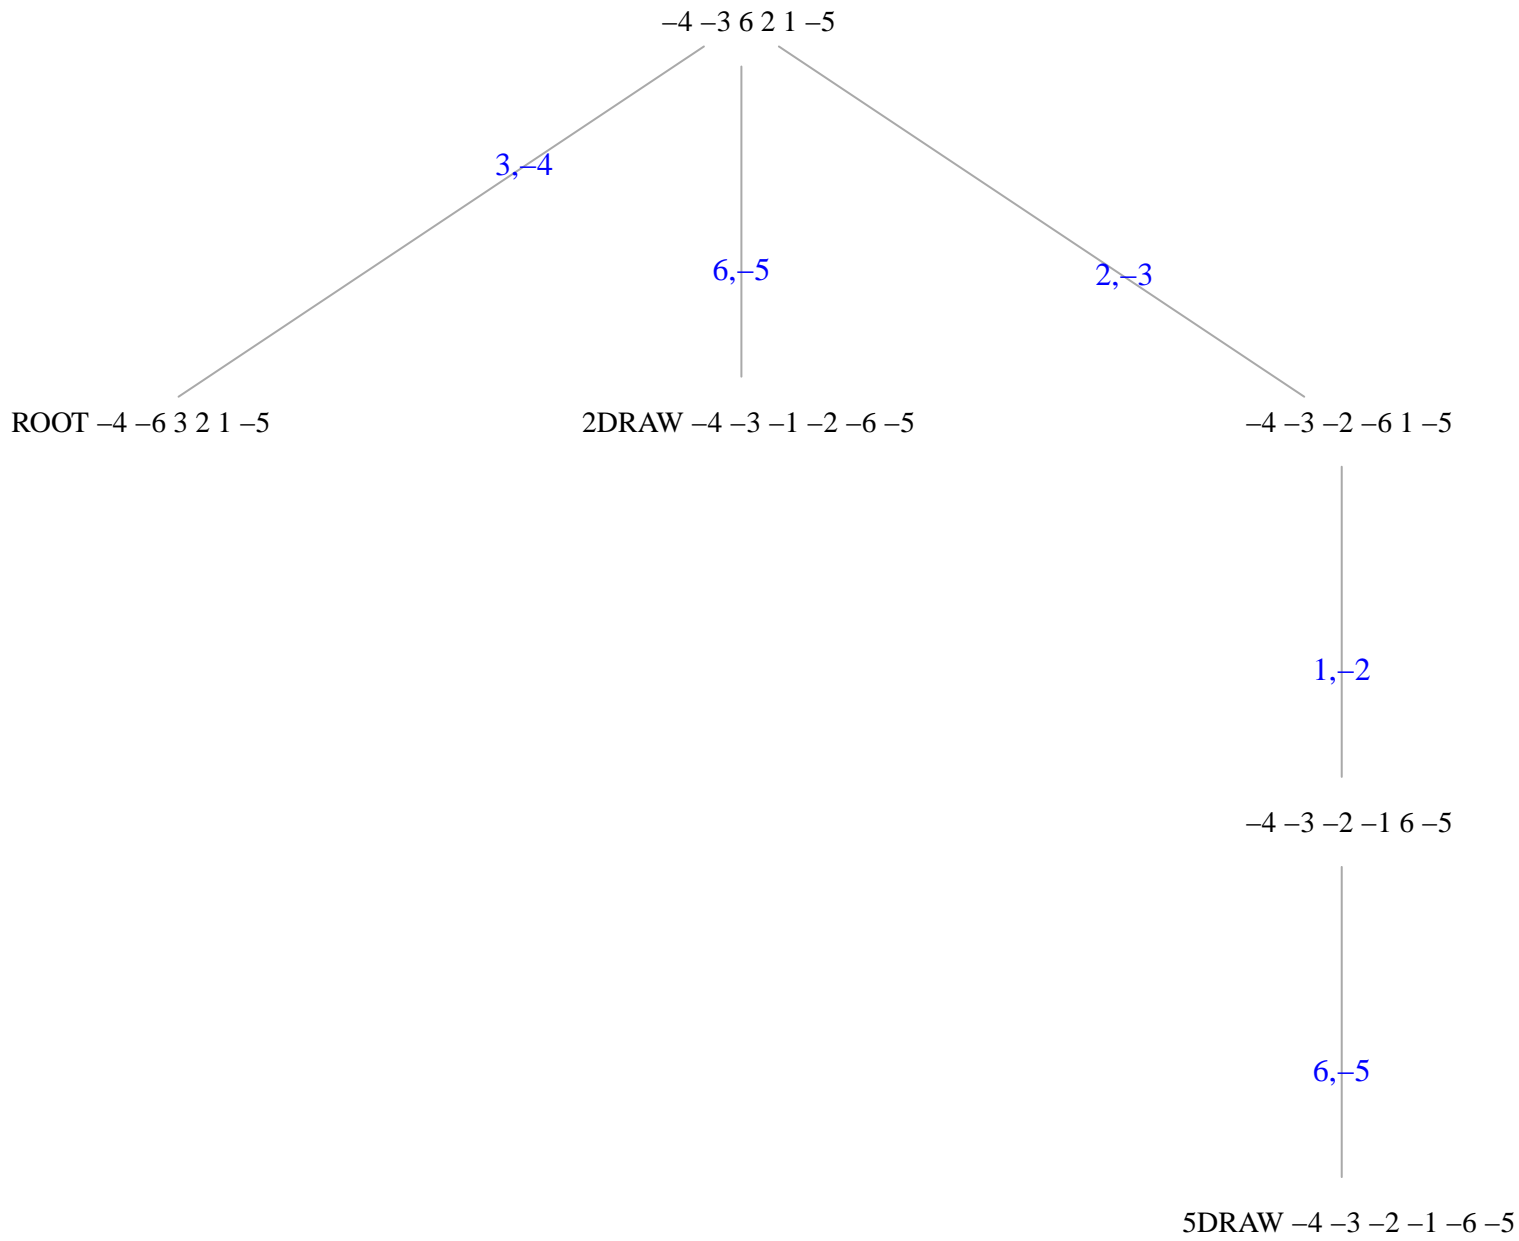 –4 –3 6 2 1 –5
3,–4
6,–5
2,–3
ROOT –4 –6 3 2 1 –5
2DRAW –4 –3 –1 –2 –6 –5
–4 –3 –2 –6 1 –5
1,–2
–4 –3 –2 –1 6 –5
6,–5
5DRAW –4 –3 –2 –1 –6 –5